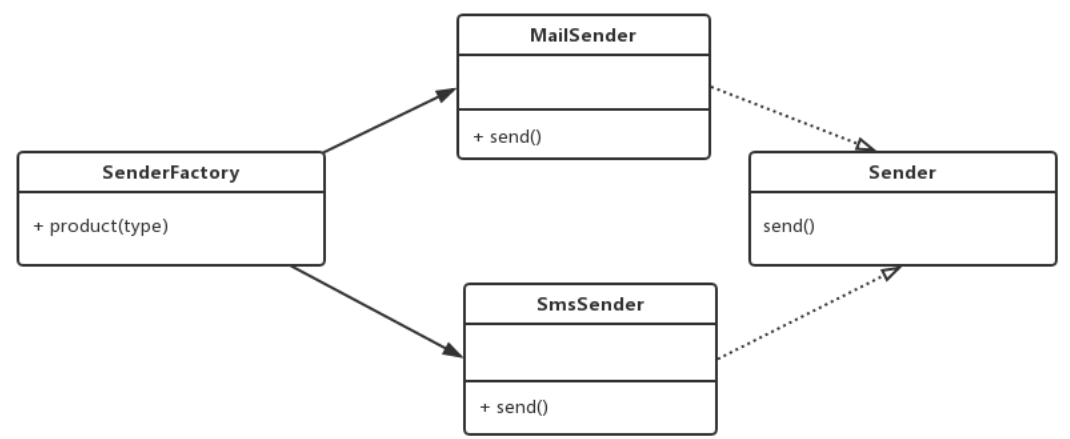 MailSender
+ send()
SenderFactory
+ product(type)
Sender
send()
SmsSender
+ send()